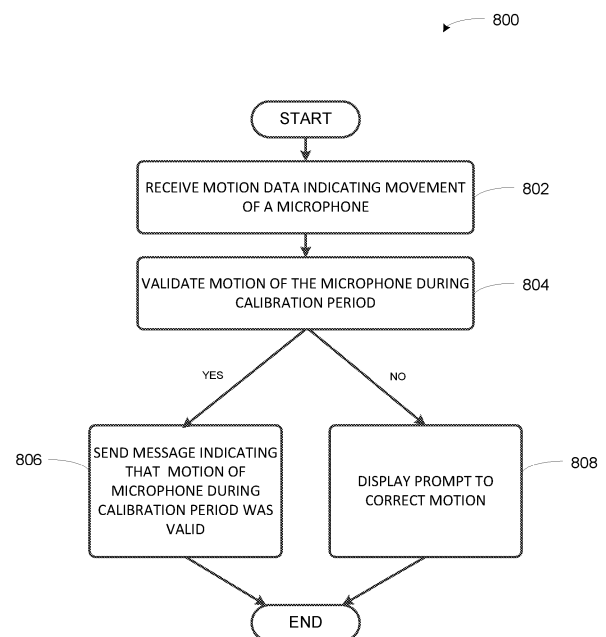 800
START
RECEIVE MOTION DATA INDICATING MOVEMENT
OF A MICROPHONE
802
VALIDATE MOTION OF THE MICROPHONE DURING
CALIBRATION PERIOD
804
YES
NO
806
SEND MESSAGE INDICATING
THAT MOTION OF
MICROPHONE DURING
CALIBRATION PERIOD WAS
VALID
DISPLAY PROMPT TO
CORRECT MOTION
808
END